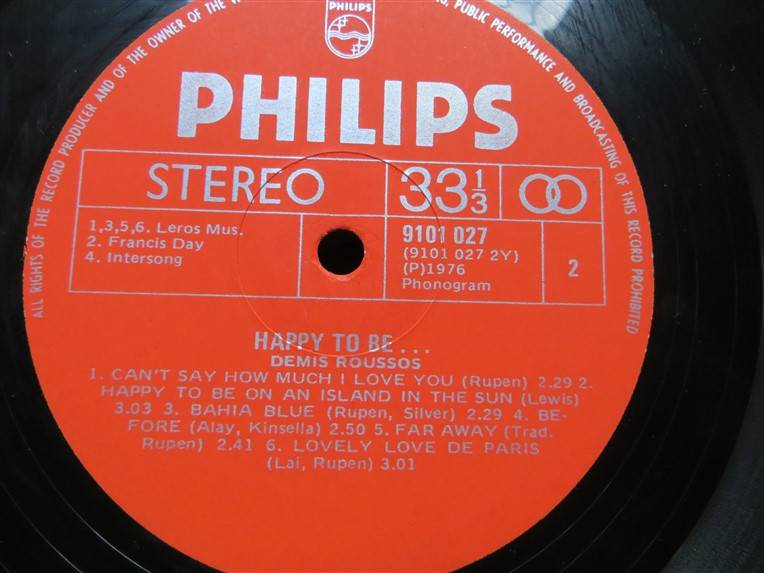 PHILIPS
ALL RIGHTS OF THE RECORD PRODUCER AND OF THE OWNER OF THE
PUBLIC PERFORMANCE AND BROADCASTING OF THIS RECORD PROHIBITED
PHILIPS
STEREO
33 1/3
1,3,5,6. Leros Mus.
2. Francis Day
4. Intersong
9101 027
(9101 027 2Y)
(P)1976
Phonogram
2
HAPPY TO BE...
DEMIS ROUSSOS
1. CAN'T SAY HOW MUCH I LOVE YOU (Rupen) 2.29 2.
HAPPY TO BE ON AN ISLAND IN THE SUN (Lewis)
3.03 3. BAHIA BLUE (Rupen, Silver) 2.29 4. BE-
FORE (Alay, Kinsella) 2.50 5. FAR AWAY (Trad.
Rupen) 2.41 6. LOVELY LOVE DE PARIS
(Lai, Rupen) 3.01